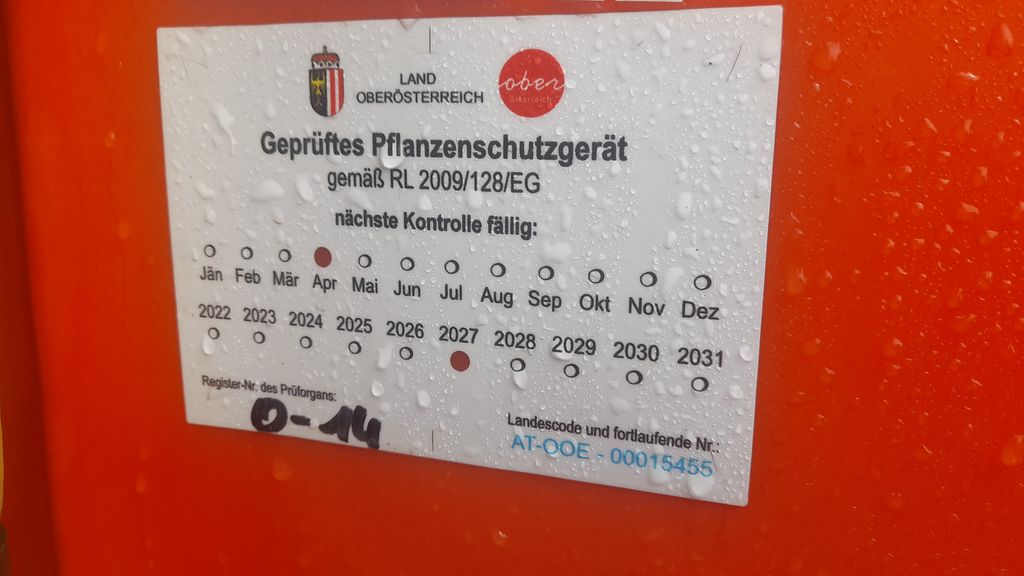 LAND
OBERÖSTERREICH
ober
österreich
Geprüftes Pflanzenschutzgerät
gemäß RL 2009/128/EG
nächste Kontrolle fällig:
Jän Feb Mär Apr Mai Jun Jul Aug Sep Okt Nov Dez
2022 2023 2024 2025 2026 2027 2028 2029 2030 2031
Register-Nr. des Prüforgans:
O-14
Landescode und fortlaufende Nr.:
AT-OOE - 00015455